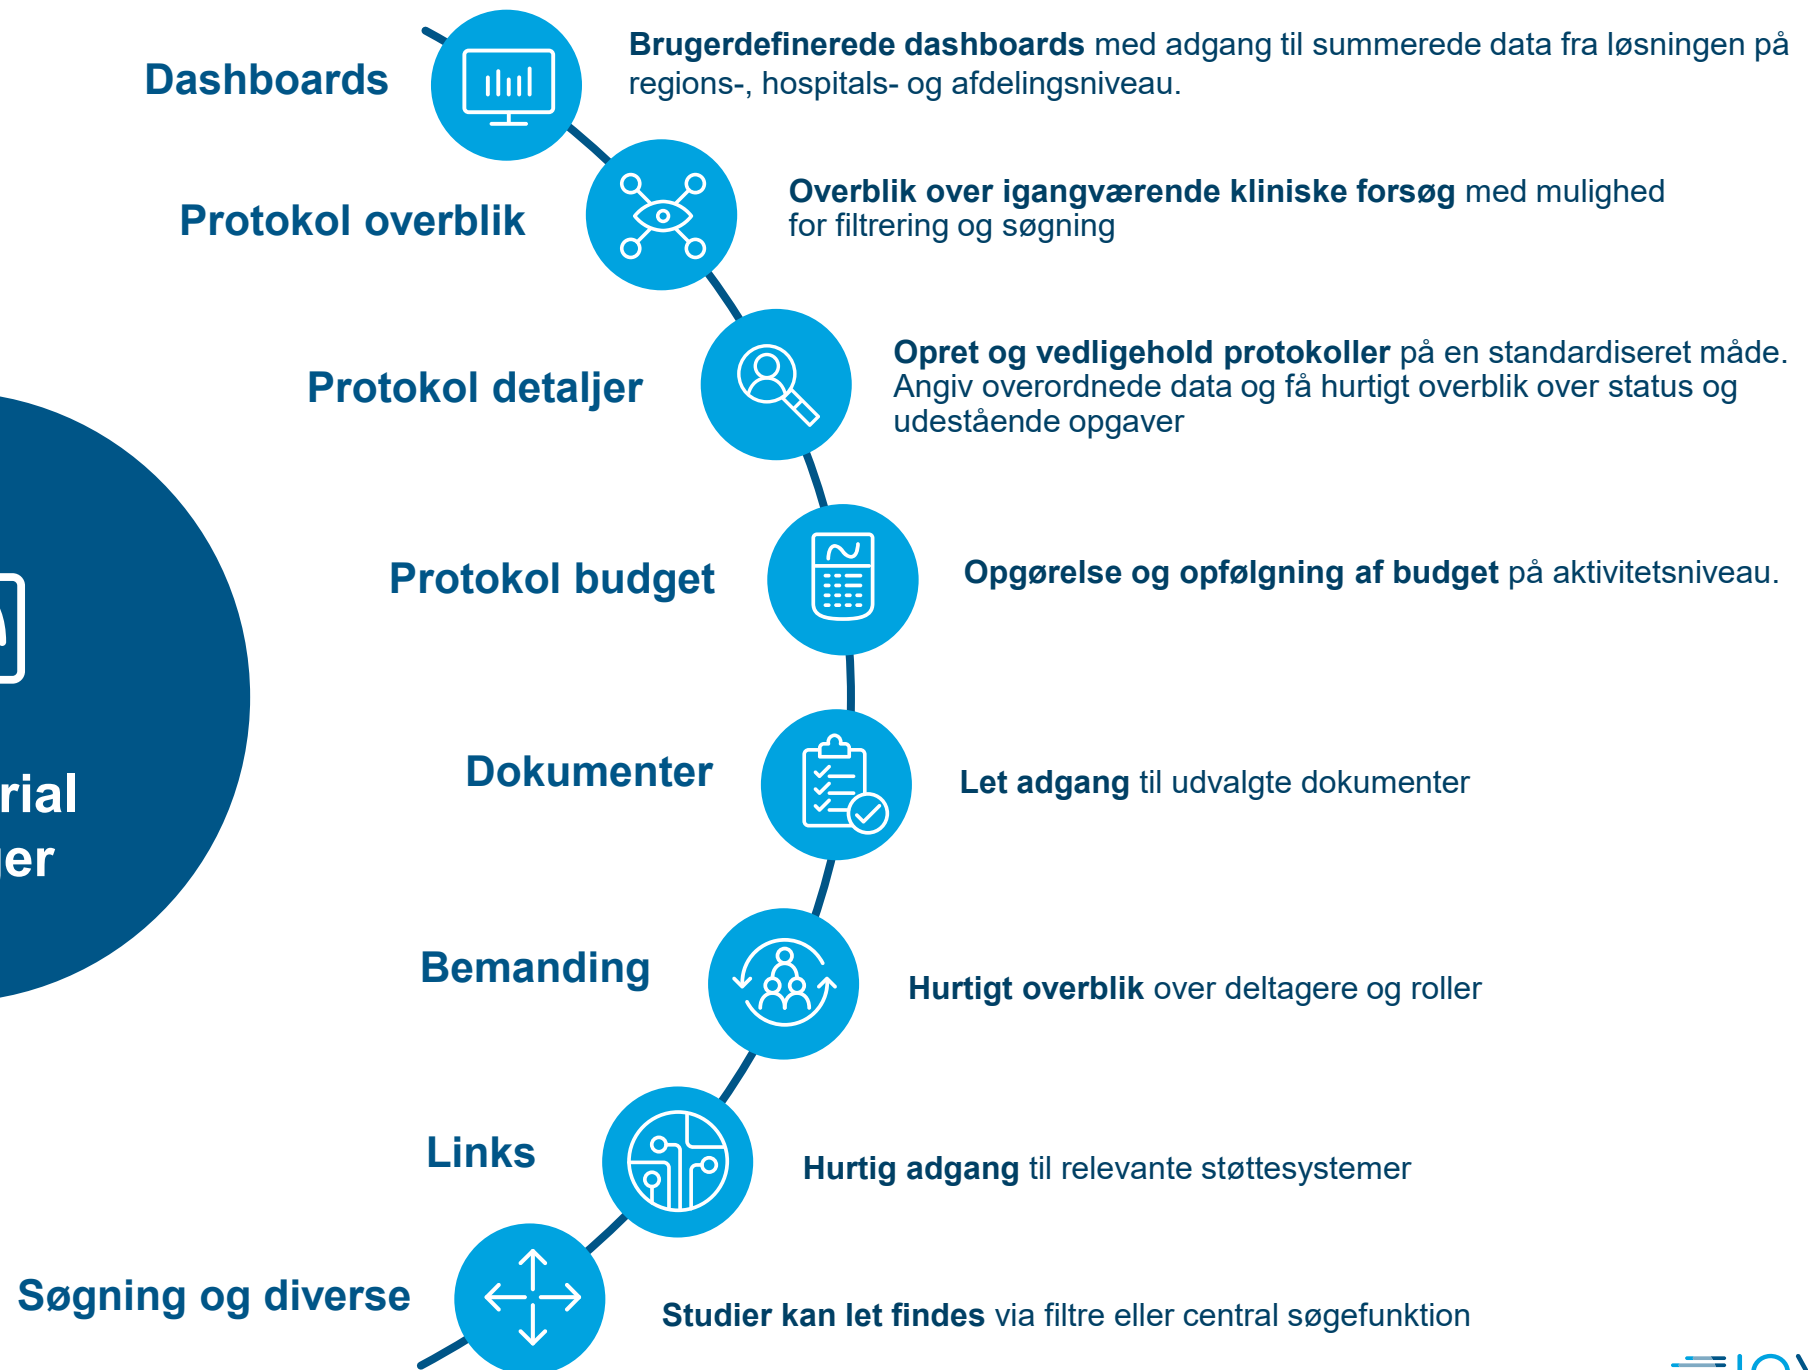 Dashboards
Brugerdefinerede dashboards med adgang til summerede data fra løsningen på
regions-, hospitals- og afdelingsniveau.
Protokol overblik
Overblik over igangværende kliniske forsøg med mulighed
for filtrering og søgning
Protokol detaljer
Opret og vedligehold protokoller på en standardiseret måde.
Angiv overordnede data og få hurtigt overblik over status og
udestående opgaver
Protokol budget
Opgørelse og opfølgning af budget på aktivitetsniveau.
Dokumenter
Let adgang til udvalgte dokumenter
Bemanding
Hurtigt overblik over deltagere og roller
Links
Hurtig adgang til relevante støttesystemer
Søgning og diverse
Studier kan let findes via filtre eller central søgefunktion
rial
ger